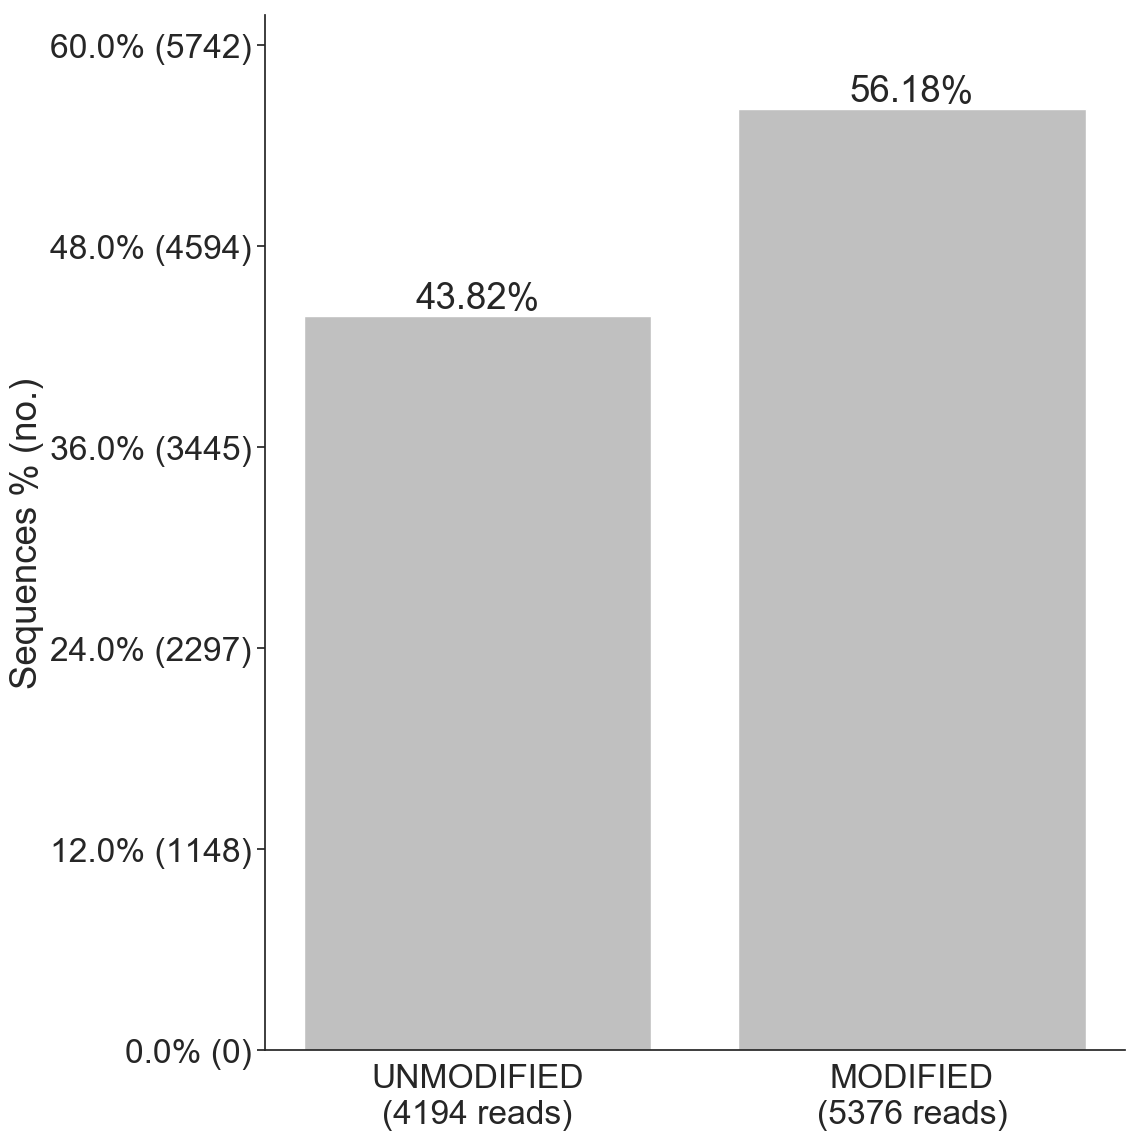 Sequences % (no.)
60.0% (5742)
48.0% (4594)
36.0% (3445)
24.0% (2297)
12.0% (1148)
0.0% (0)
43.82%
56.18%
UNMODIFIED
(4194 reads)
MODIFIED
(5376 reads)